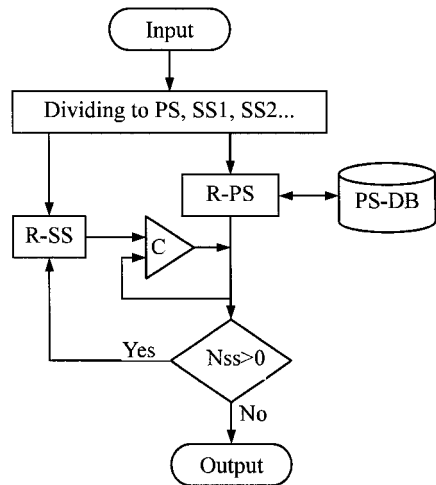 Input
Dividing to PS, SS1, SS2...
R-PS
PS-DB
R-SS
C
Yes
Nss>0
No
Output